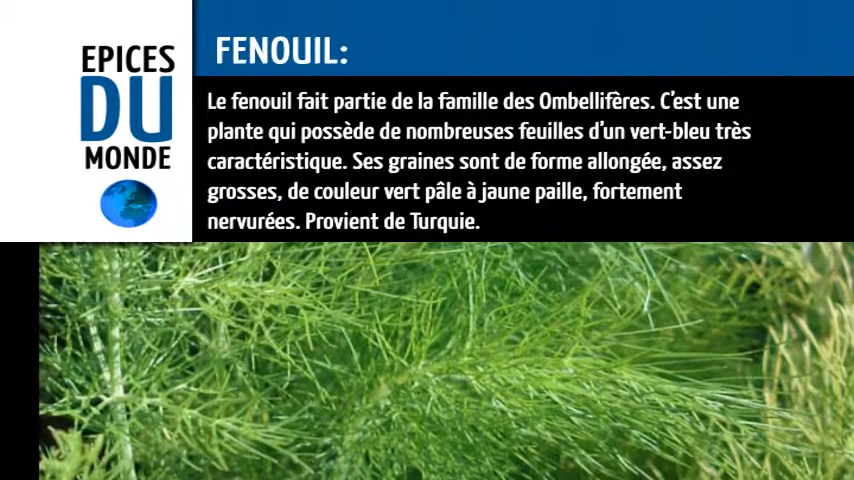 EPICES
DU
MONDE
FENOUIL:
Le fenouil fait partie de la famille des Ombellifères. C'est une
plante qui possède de nombreuses feuilles d'un vert-bleu très
caractéristique. Ses graines sont de forme allongée, assez
grosses, de couleur vert pâle à jaune paille, fortement
nervurées. Provient de Turquie.